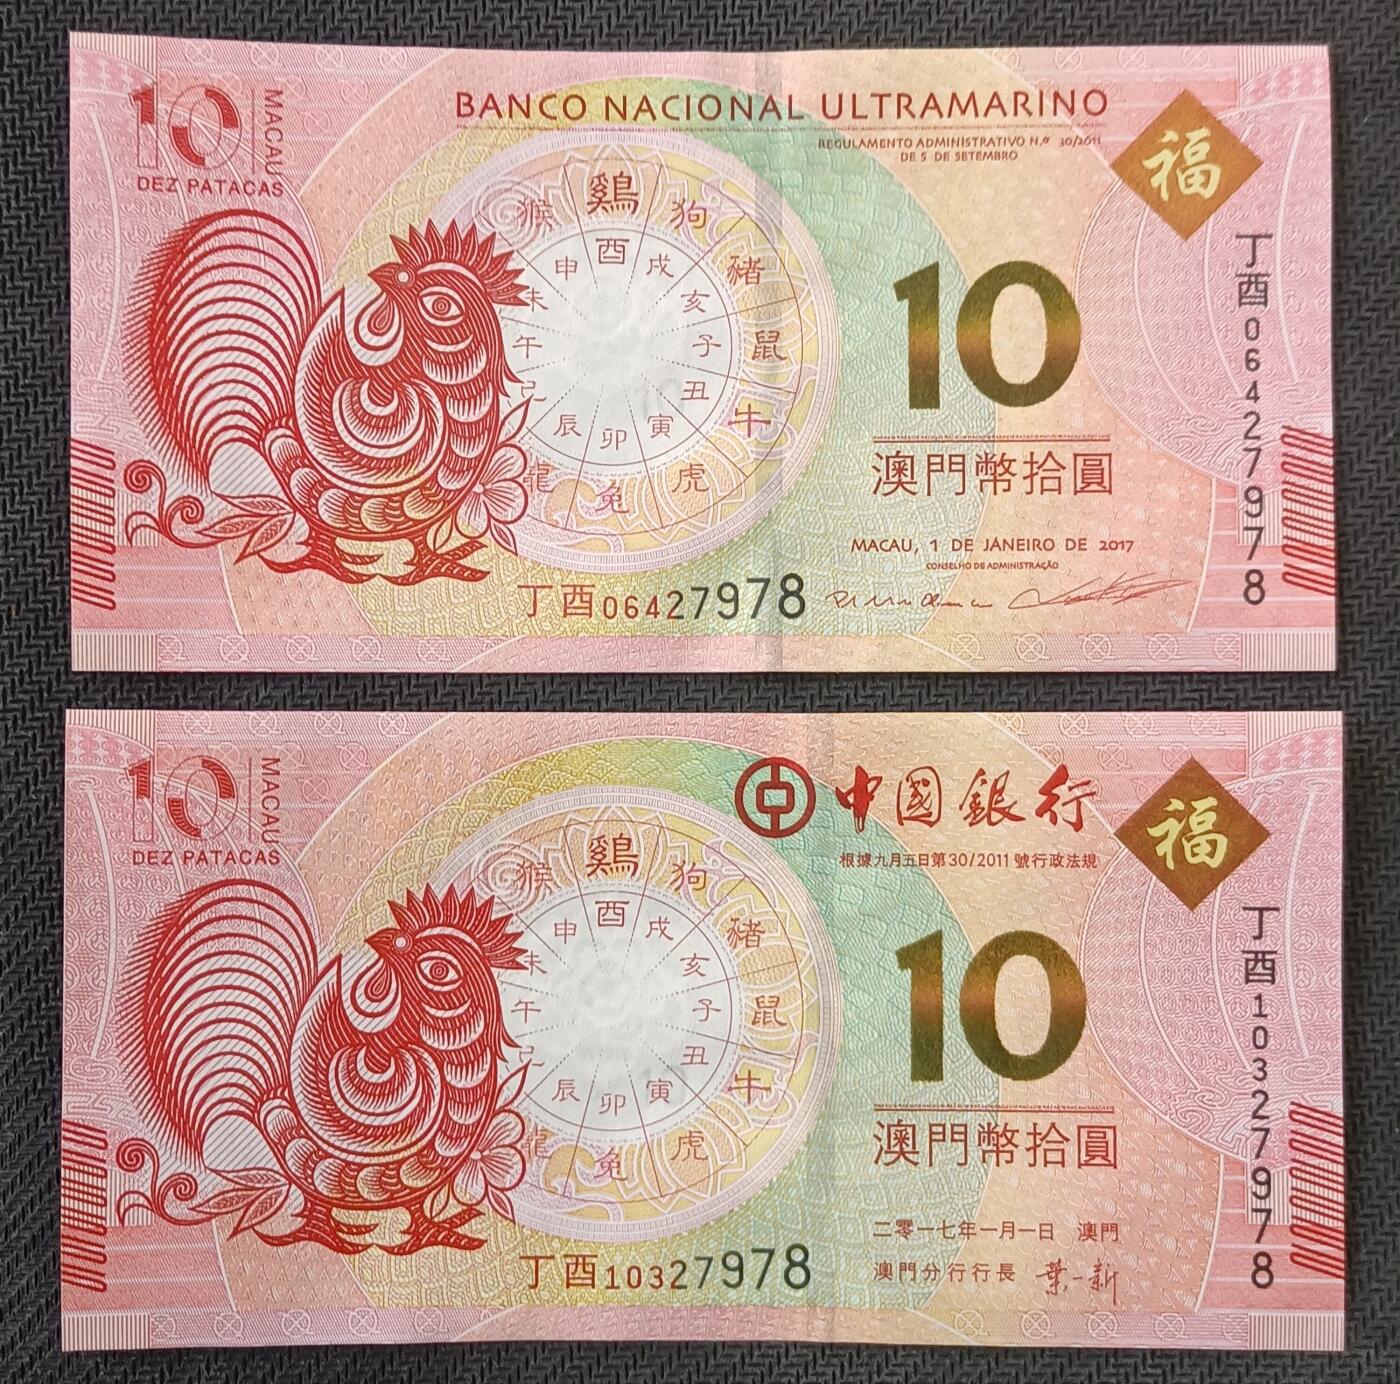 10
MACAU
DEZ PATACAS
BANCO NACIONAL ULTRAMARINO
REGULAMENTO ADMINISTRATIVO N.º 30/2011
DE 5 DE SETEMBRO
福
猴 鷄 狗 豬 鼠 牛 虎 兔 龍
申 酉 戌 亥 子 丑 寅 卯 辰 巳 午 未
10
澳門幣拾圓
MACAU, 1 DE JANEIRO DE 2017
CONSELHO DE ADMINISTRAÇÃO
丁酉06427978
丁酉06427978
10
MACAU
DEZ PATACAS
中國銀行
根據九月五日第30/2011號行政法規
福
猴 鷄 狗 豬 鼠 牛 虎 兔 龍
申 酉 戌 亥 子 丑 寅 卯 辰 巳 午 未
10
澳門幣拾圓
二零一七年一月一日 澳門
澳門分行行長 葉一新
丁酉10327978
丁酉10327978